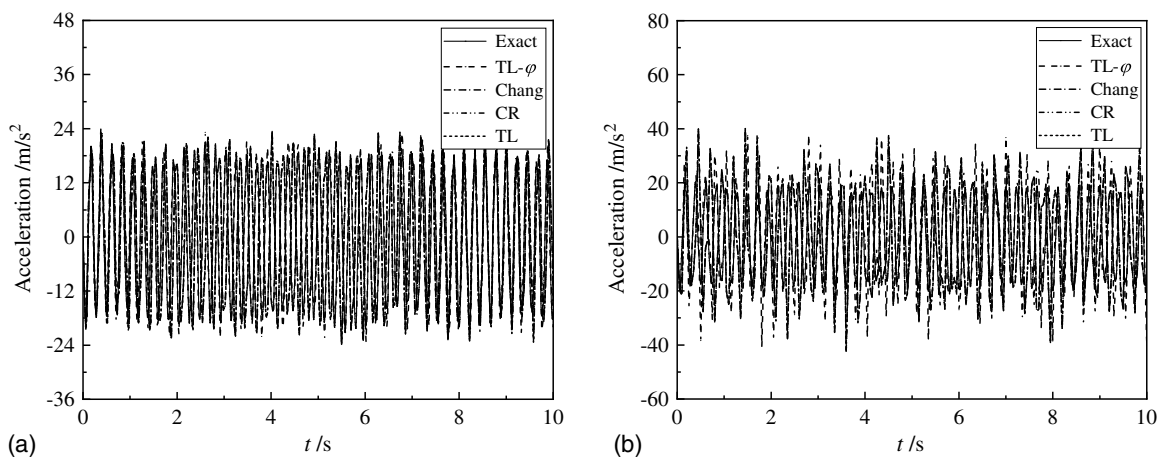 48
36
24
12
0
-12
-24
-36
Acceleration /m/s²
0 2 4 6 8 10
t /s
Exact
TL-φ
Chang
CR
TL
(a)
80
60
40
20
0
-20
-40
-60
Acceleration /m/s²
0 2 4 6 8 10
t /s
Exact
TL-φ
Chang
CR
TL
(b)